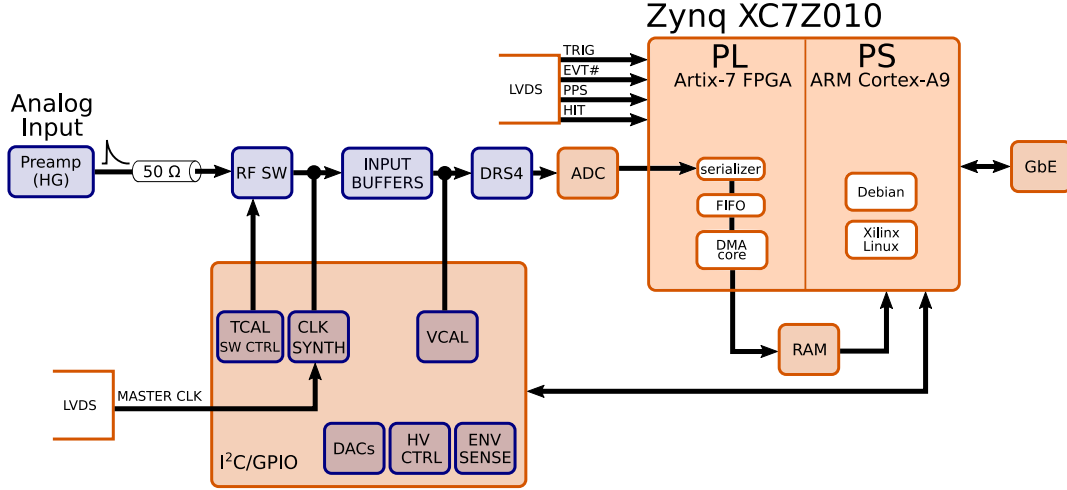 Zynq XC7Z010
PL
Artix-7 FPGA
PS
ARM Cortex-A9
TRIG
EVT#
PPS
HIT
LVDS
Analog
Input
Preamp
(HG)
50 Ω
RF SW
INPUT
BUFFERS
DRS4
ADC
serializer
FIFO
DMA
core
Debian
Xilinx
Linux
GbE
TCAL
SW CTRL
CLK
SYNTH
VCAL
RAM
LVDS
MASTER CLK
I²C/GPIO
DACs
HV
CTRL
ENV
SENSE